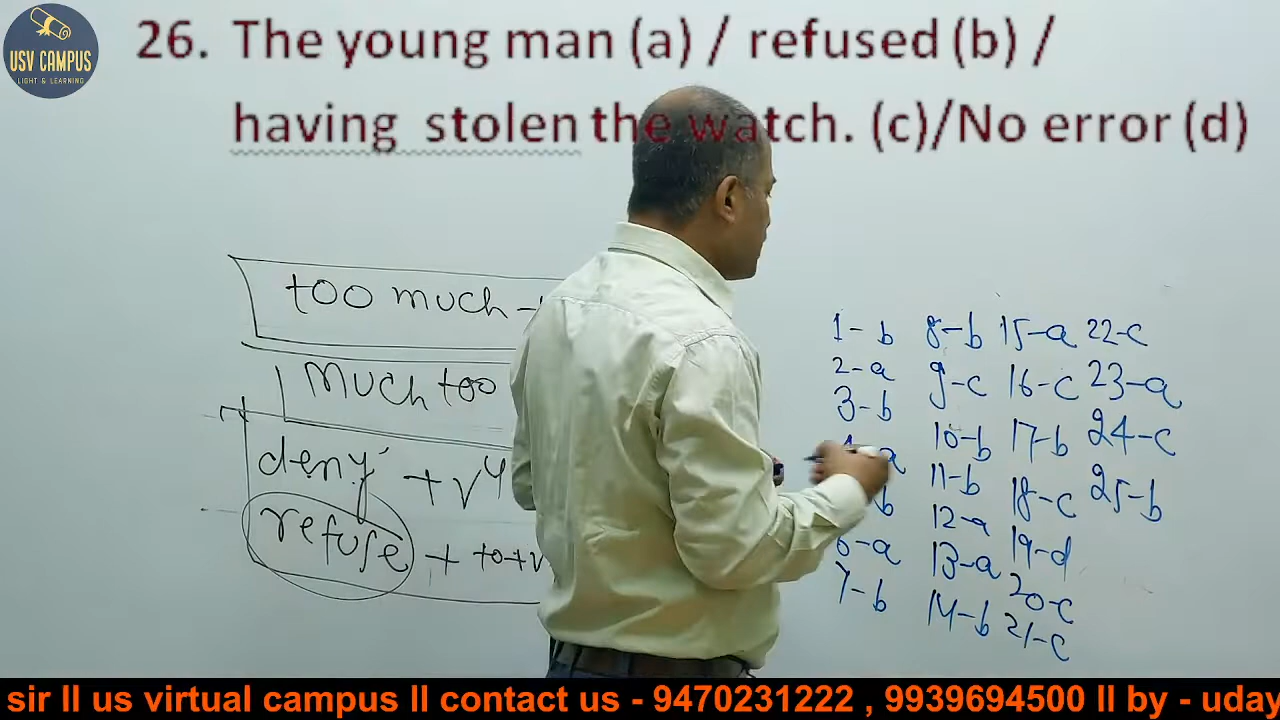 USV CAMPUS
LIGHT & LEARNING
26. The young man (a) / refused (b) /
having stolen the watch. (c)/No error (d)
too much
much too
deny + V4
refuse + to + v
1 - b
2 - a
3 - b
a
b
6 - a
7 - b
8 - b
9 - c
10 - b
11 - b
12 - a
13 - a
14 - b
15 - a
16 - c
17 - b
18 - c
19 - d
20 - c
21 - c
22 - c
23 - a
24 - c
25 - b
sir ll us virtual campus ll contact us - 9470231222 , 9939694500 ll by - uday